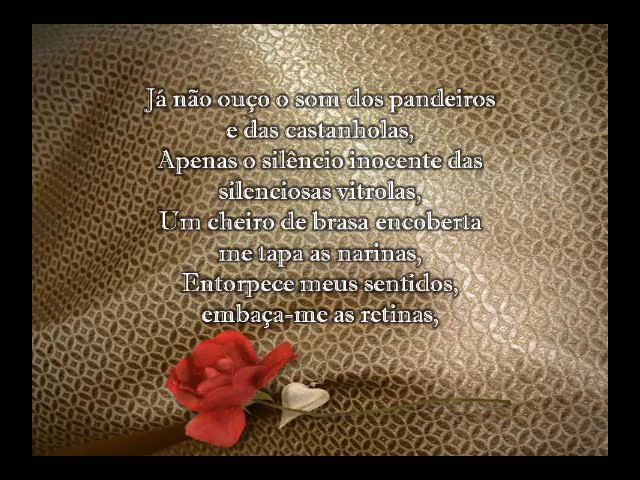 Já não ouço o som dos pandeiros
e das castanholas,
Apenas o silêncio inocente das
silenciosas vitrolas,
Um cheiro de brasa encoberta
me tapa as narinas,
Entorpece meus sentidos,
embaça-me as retinas,